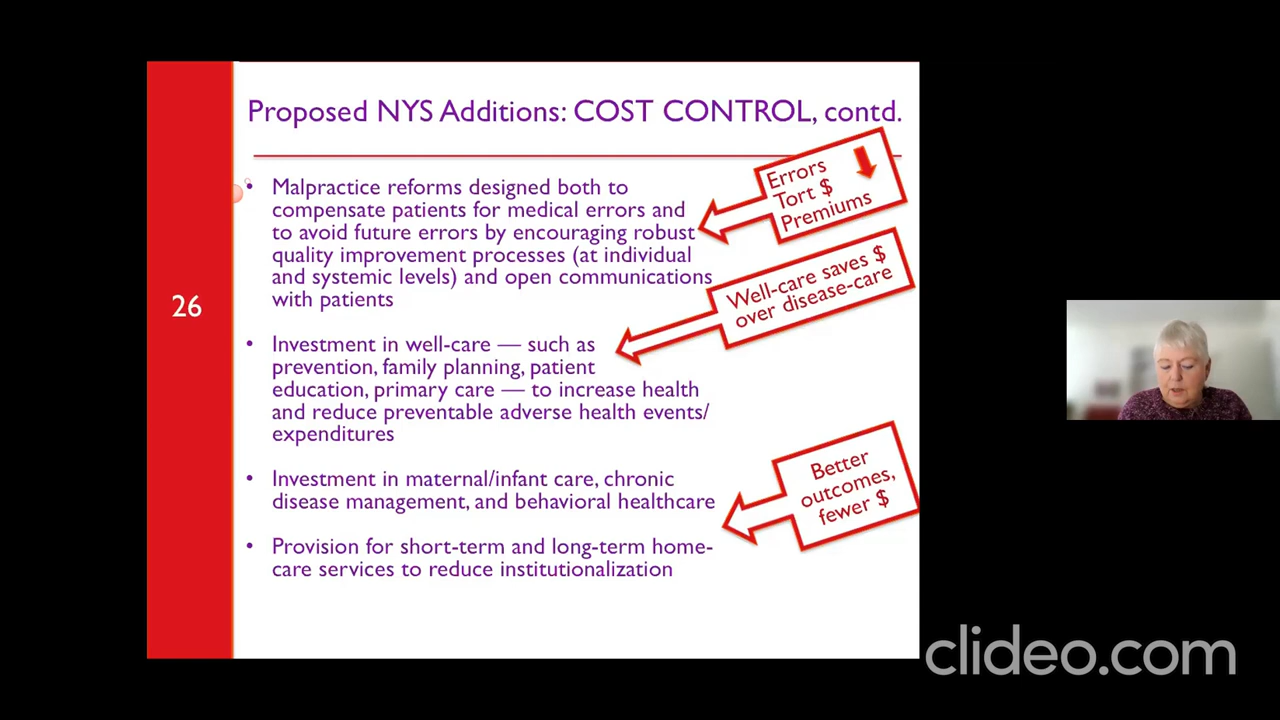 Proposed NYS Additions: COST CONTROL, contd.
26
• Malpractice reforms designed both to
compensate patients for medical errors and
to avoid future errors by encouraging robust
quality improvement processes (at individual
and systemic levels) and open communications
with patients
Errors
Tort $
Premiums
• Investment in well-care — such as
prevention, family planning, patient
education, primary care — to increase health
and reduce preventable adverse health events/
expenditures
Well-care saves $
over disease-care
• Investment in maternal/infant care, chronic
disease management, and behavioral healthcare
Better
outcomes,
fewer $
• Provision for short-term and long-term home-
care services to reduce institutionalization
clideo.com